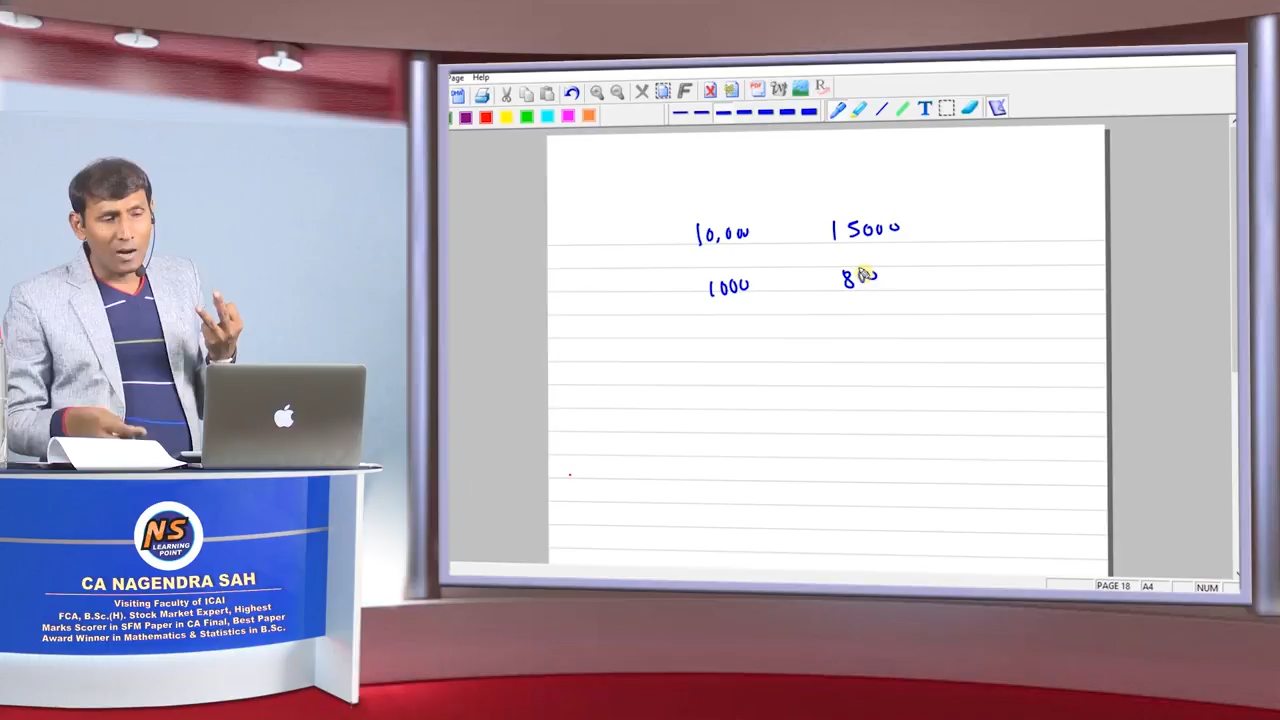 Page Help
PDF
T
10,000 15000
1000 800
NS
LEARNING
POINT
CA NAGENDRA SAH
Visiting Faculty of ICAI
FCA, B.Sc.(H). Stock Market Expert, Highest
Marks Scorer in SFM Paper in CA Final, Best Paper
Award Winner in Mathematics & Statistics in B.Sc.
PAGE 18 A4 NUM